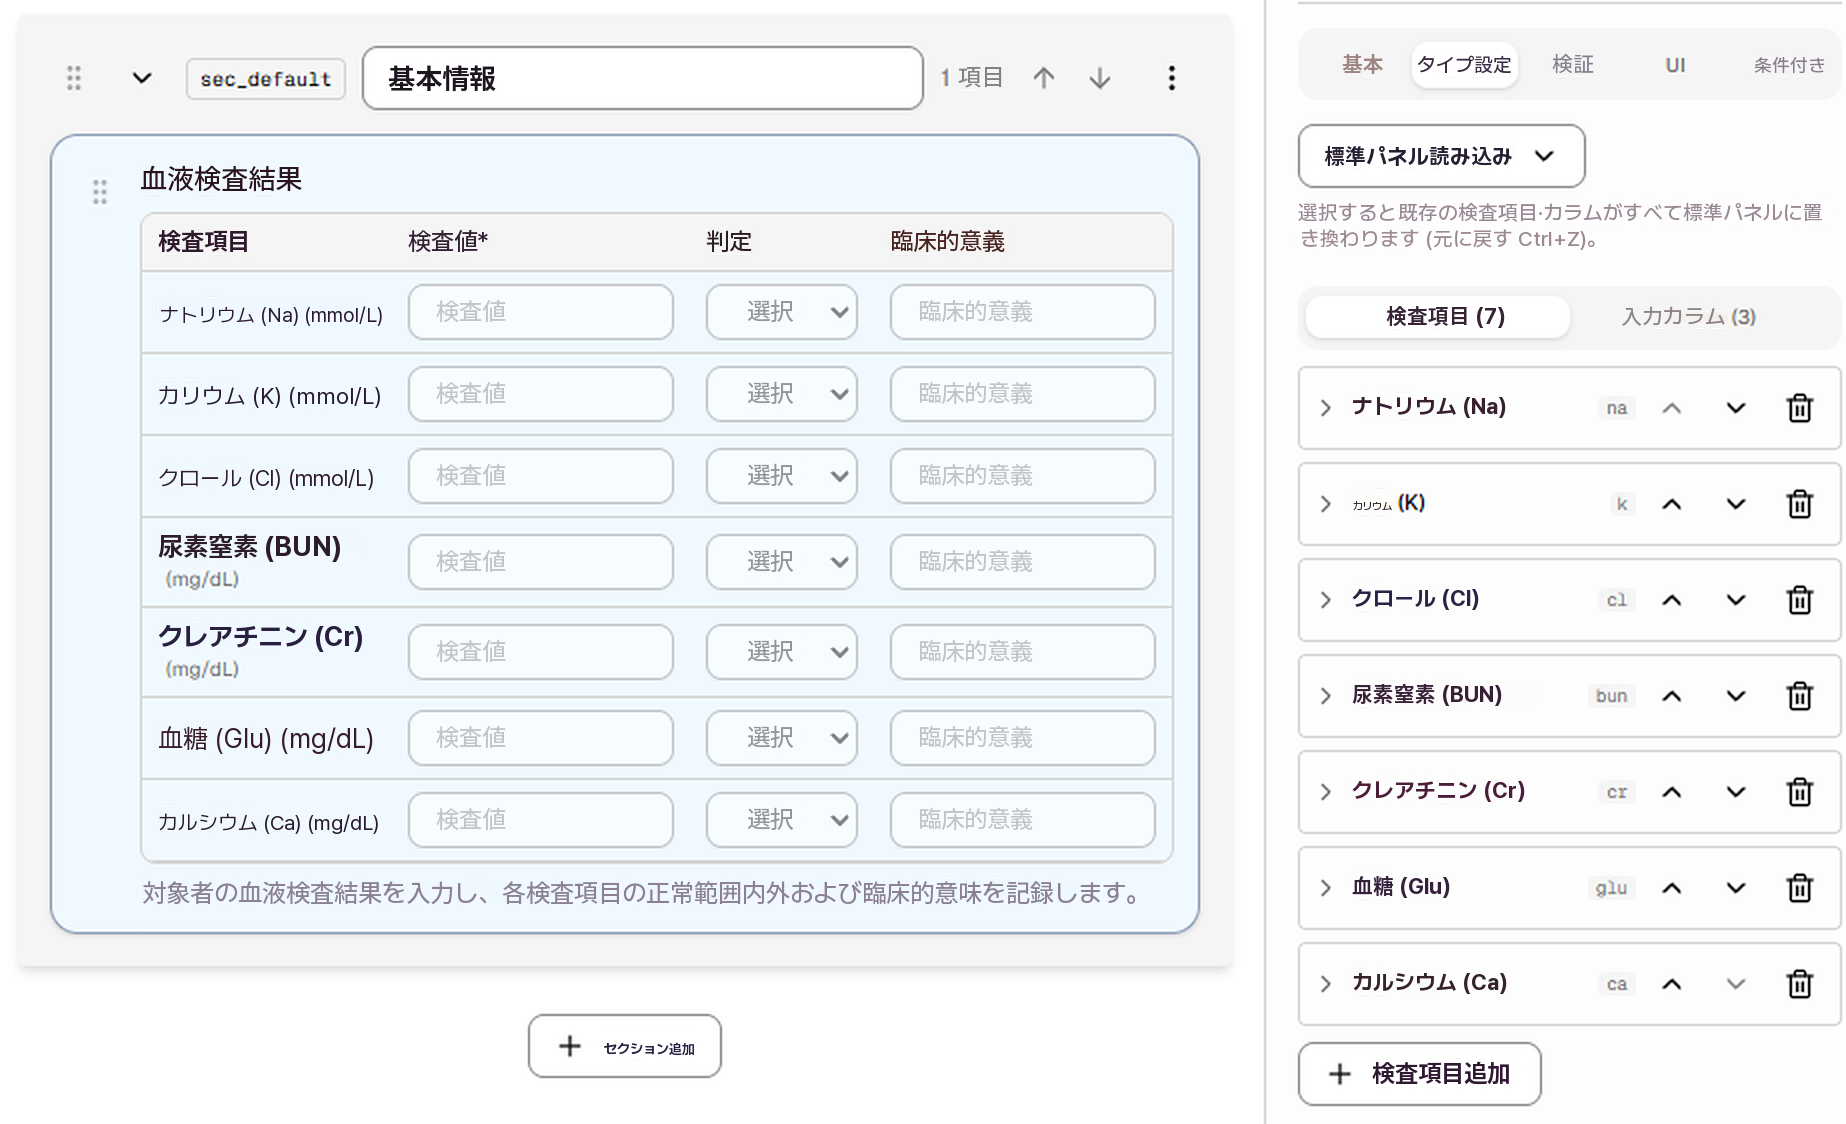 sec_default
基本情報
1 項目
血液検査結果
検査項目 検査値* 判定 臨床的意義
ナトリウム (Na) (mmol/L) 検査値 選択 臨床的意義
カリウム (K) (mmol/L) 検査値 選択 臨床的意義
クロール (Cl) (mmol/L) 検査値 選択 臨床的意義
尿素窒素 (BUN)
(mg/dL) 検査値 選択 臨床的意義
クレアチニン (Cr)
(mg/dL) 検査値 選択 臨床的意義
血糖 (Glu) (mg/dL) 検査値 選択 臨床的意義
カルシウム (Ca) (mg/dL) 検査値 選択 臨床的意義
対象者の血液検査結果を入力し、各検査項目の正常範囲内外および臨床的意味を記録します。
セクション追加
基本 タイプ設定 検証 UI 条件付き
標準パネル読み込み
選択すると既存の検査項目·カラムがすべて標準パネルに置
き換わります (元に戻す Ctrl+Z)。
検査項目 (7) 入力カラム (3)
ナトリウム (Na) na
カリウム (K) k
クロール (Cl) cl
尿素窒素 (BUN) bun
クレアチニン (Cr) cr
血糖 (Glu) glu
カルシウム (Ca) ca
検査項目追加